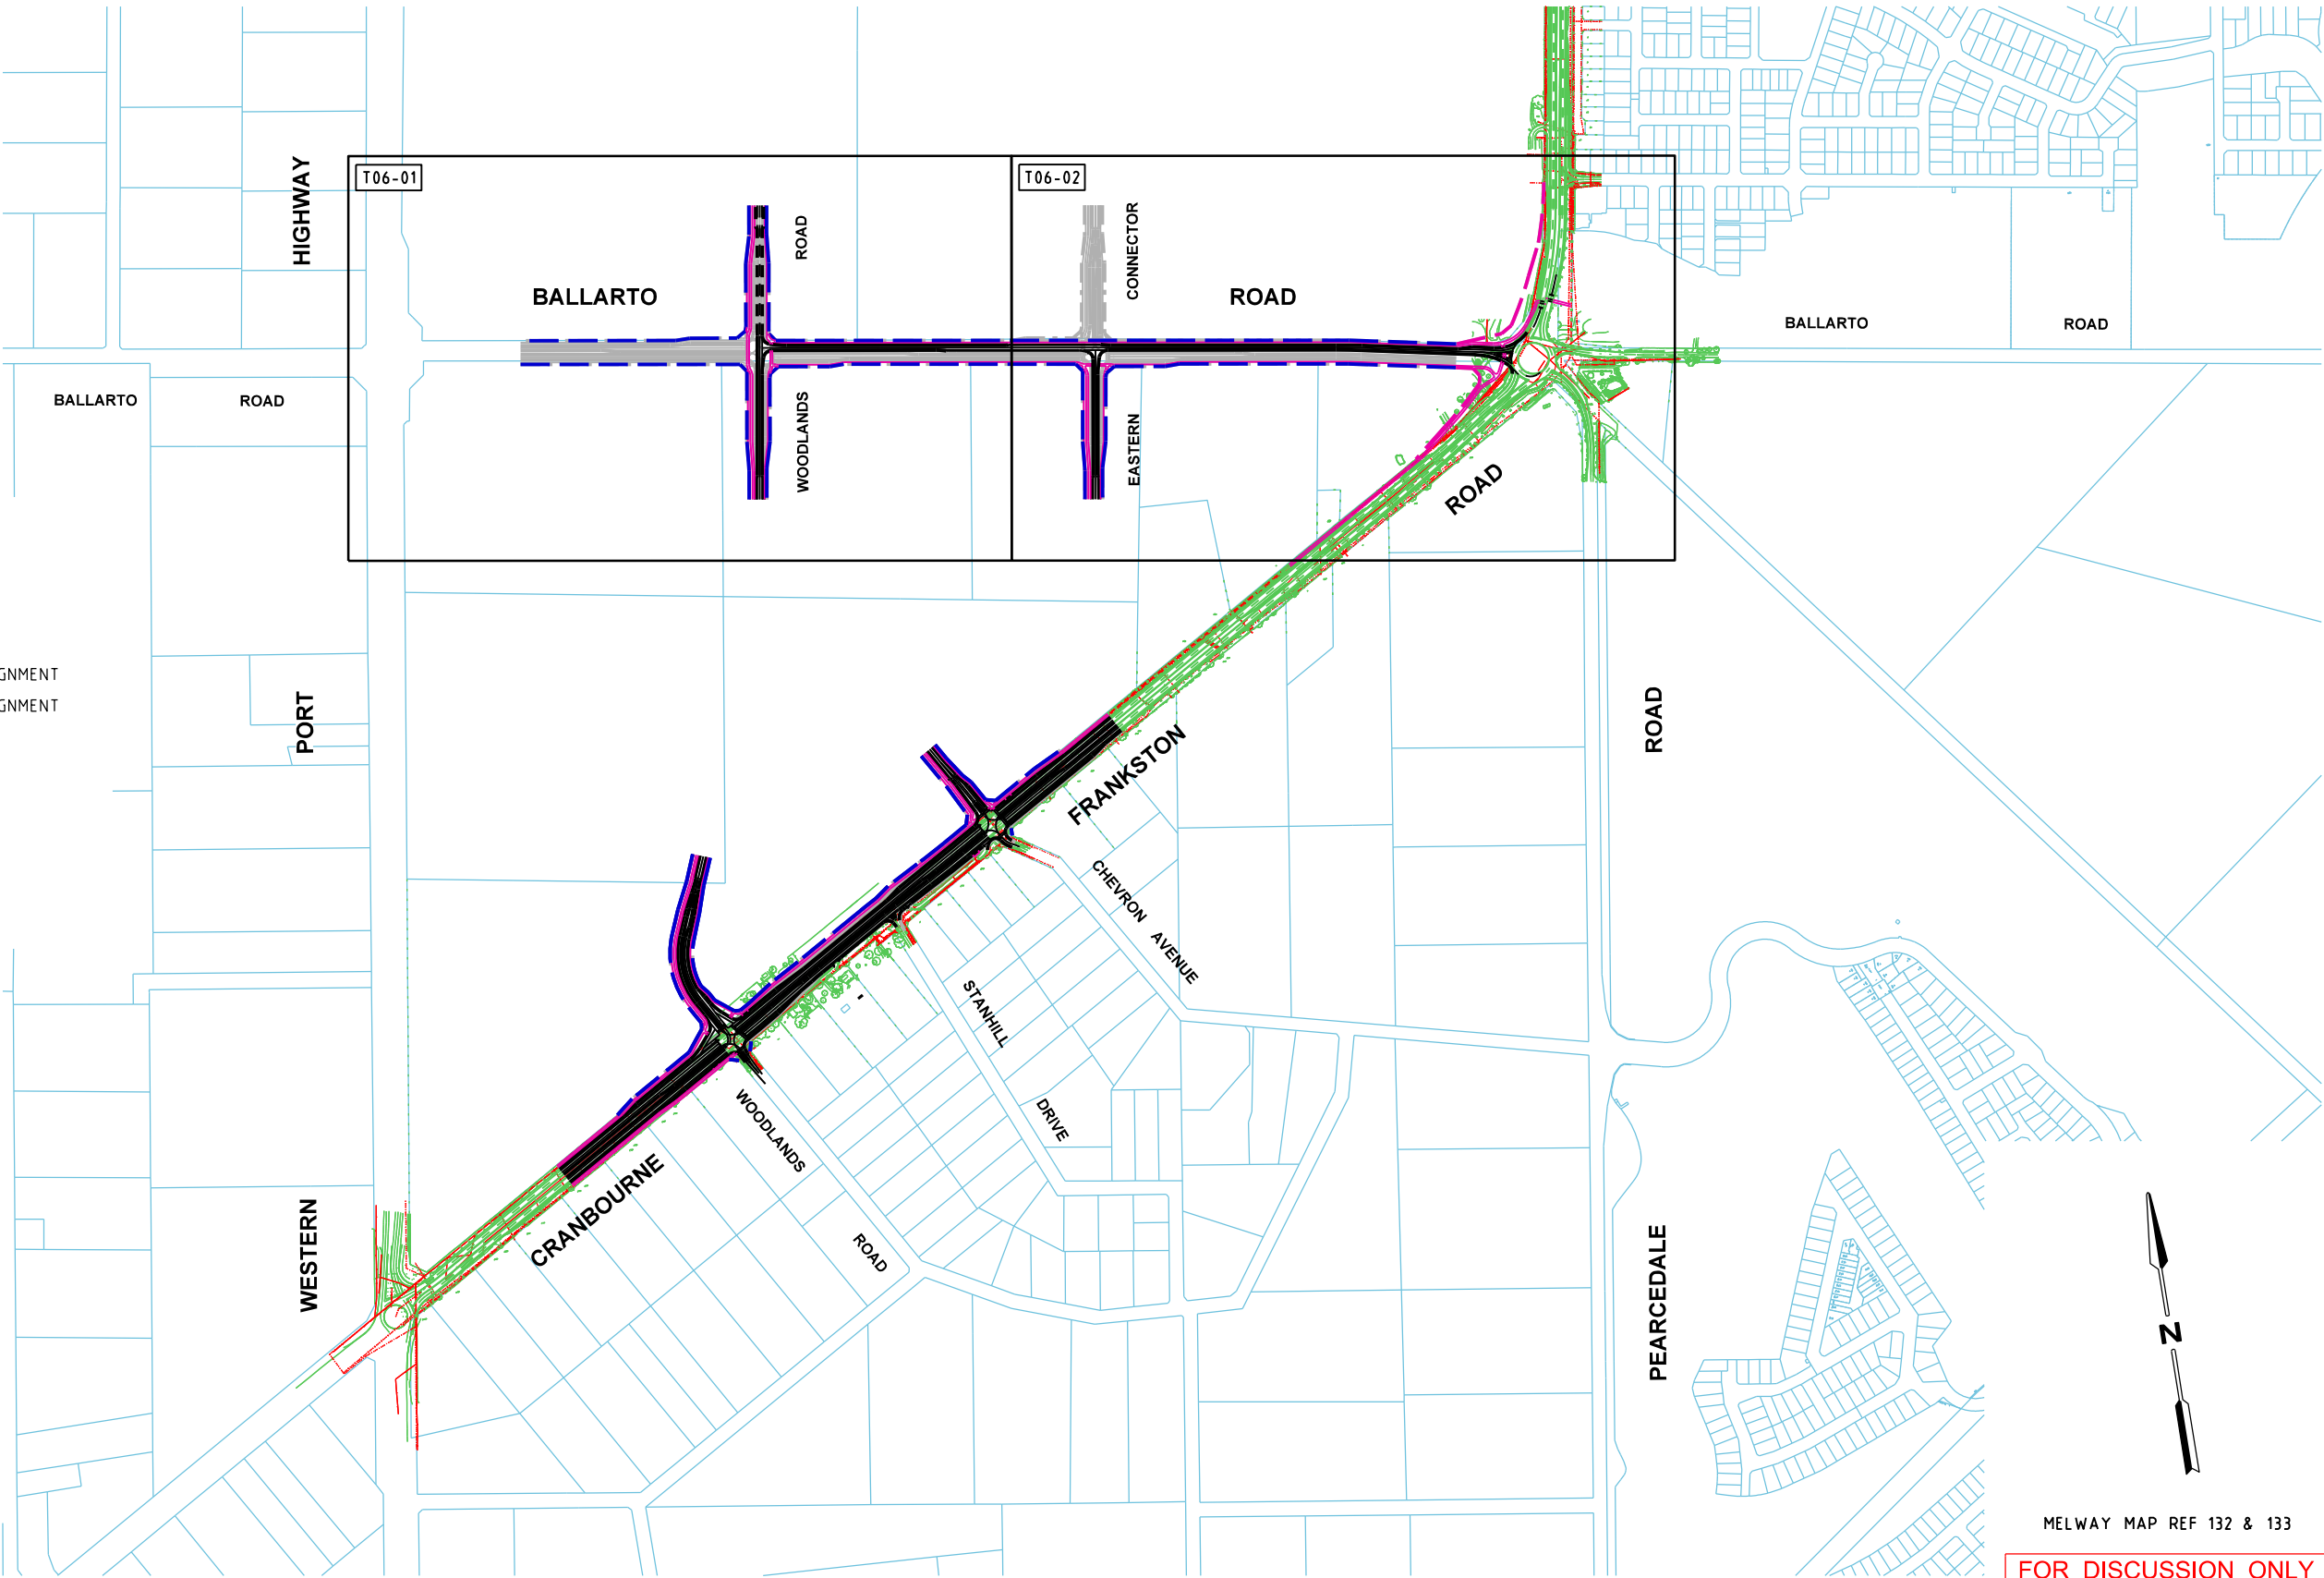 HIGHWAY
T06-01
T06-02
ROAD
CONNECTOR
BALLARTO
ROAD
BALLARTO
ROAD
BALLARTO
ROAD
WOODLANDS
EASTERN
ROAD
GNMENT
GNMENT
PORT
ROAD
FRANKSTON
CHEVRON AVENUE
STANHILL
DRIVE
WOODLANDS
ROAD
CRANBOURNE
WESTERN
PEARCEDALE
N
MELWAY MAP REF 132 & 133
FOR DISCUSSION ONLY